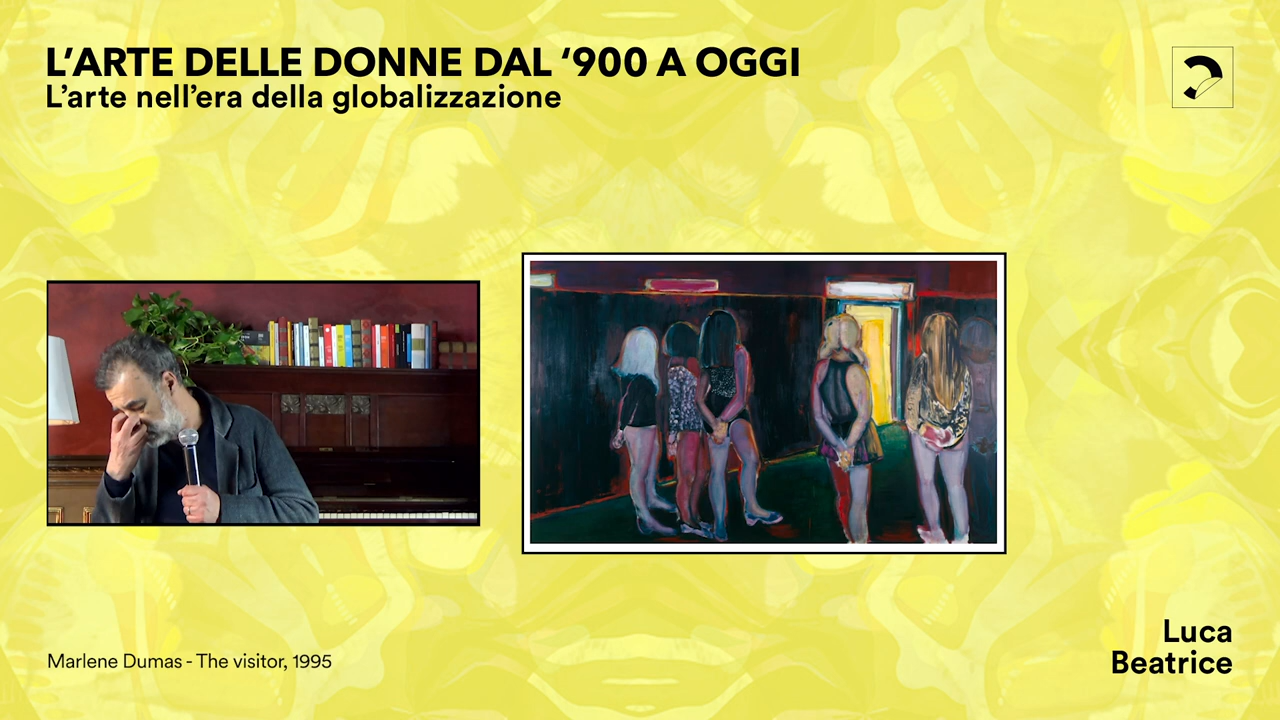 L’ARTE DELLE DONNE DAL ‘900 A OGGI
L’arte nell’era della globalizzazione
Marlene Dumas - The visitor, 1995
Luca
Beatrice